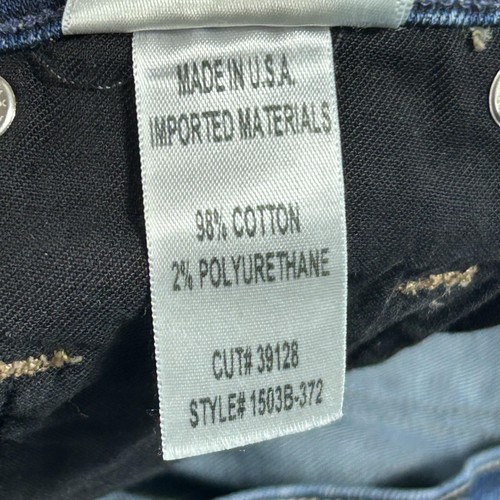 MADE IN U.S.A.
IMPORTED MATERIALS
98% COTTON
2% POLYURETHANE
CUT# 39128
STYLE# 1503B-372